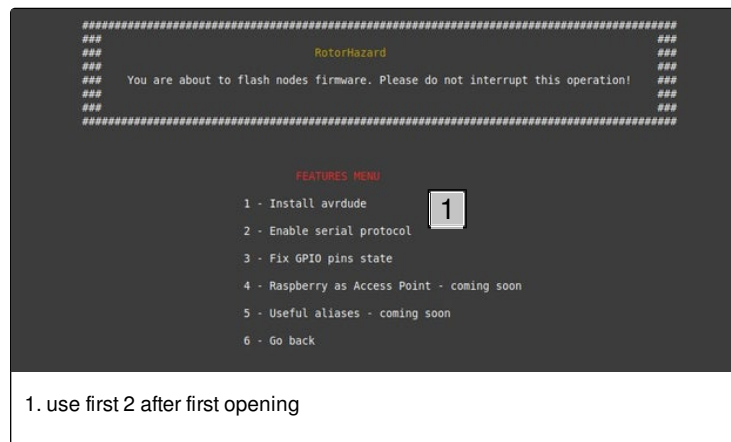 ################################################################################
### ###
### RotorHazard ###
### ###
### You are about to flash nodes firmware. Please do not interrupt this operation! ###
### ###
### ###
################################################################################
FEATURES MENU
1 - Install avrdude
1
2 - Enable serial protocol
3 - Fix GPIO pins state
4 - Raspberry as Access Point - coming soon
5 - Useful aliases - coming soon
6 - Go back
1. use first 2 after first opening